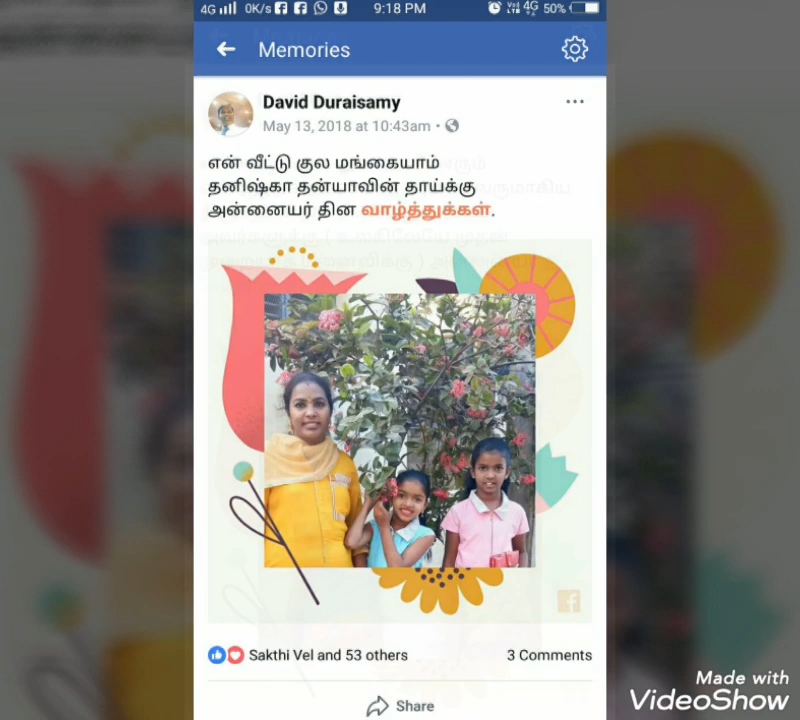 4G 0K/s 9:18 PM VoLTE 4G 50%
Memories
David Duraisamy
May 13, 2018 at 10:43am
என் வீட்டு குல மங்கையாம்
தனிஷ்கா தன்யாவின் தாய்க்கு
அன்னையர் தின வாழ்த்துக்கள்.
Sakthi Vel and 53 others 3 Comments
Share
Made with
VideoShow